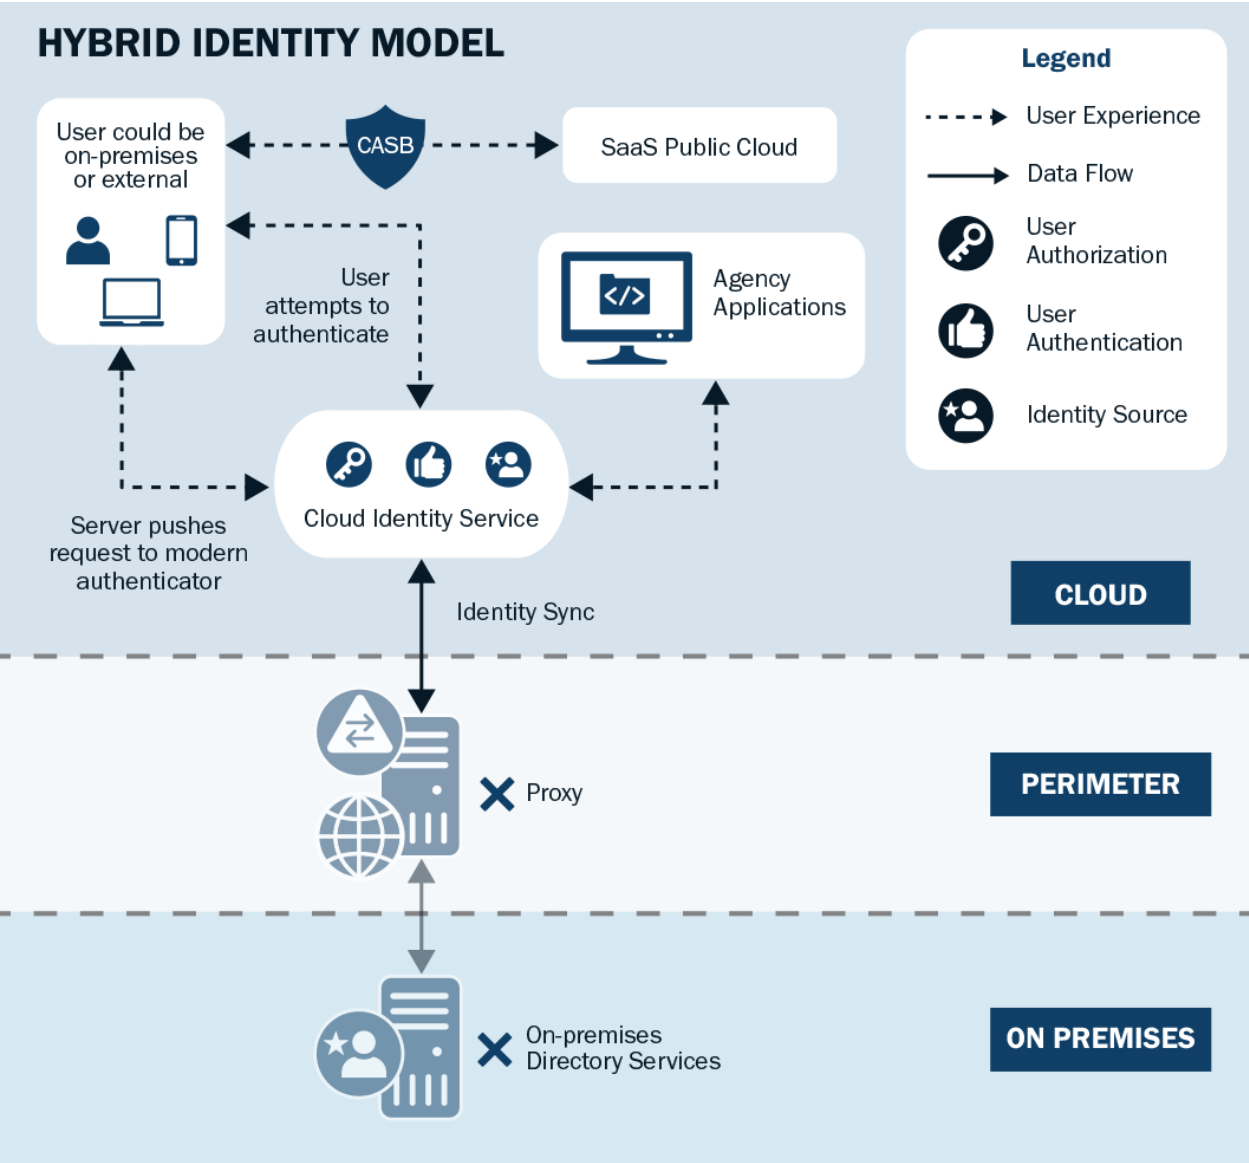 HYBRID IDENTITY MODEL
User could be
on-premises
or external
CASB
SaaS Public Cloud
User
attempts to
authenticate
Agency
Applications
Cloud Identity Service
Server pushes
request to modern
authenticator
Identity Sync
Legend
User Experience
Data Flow
User
Authorization
User
Authentication
Identity Source
CLOUD
Proxy
PERIMETER
On-premises
Directory Services
ON PREMISES